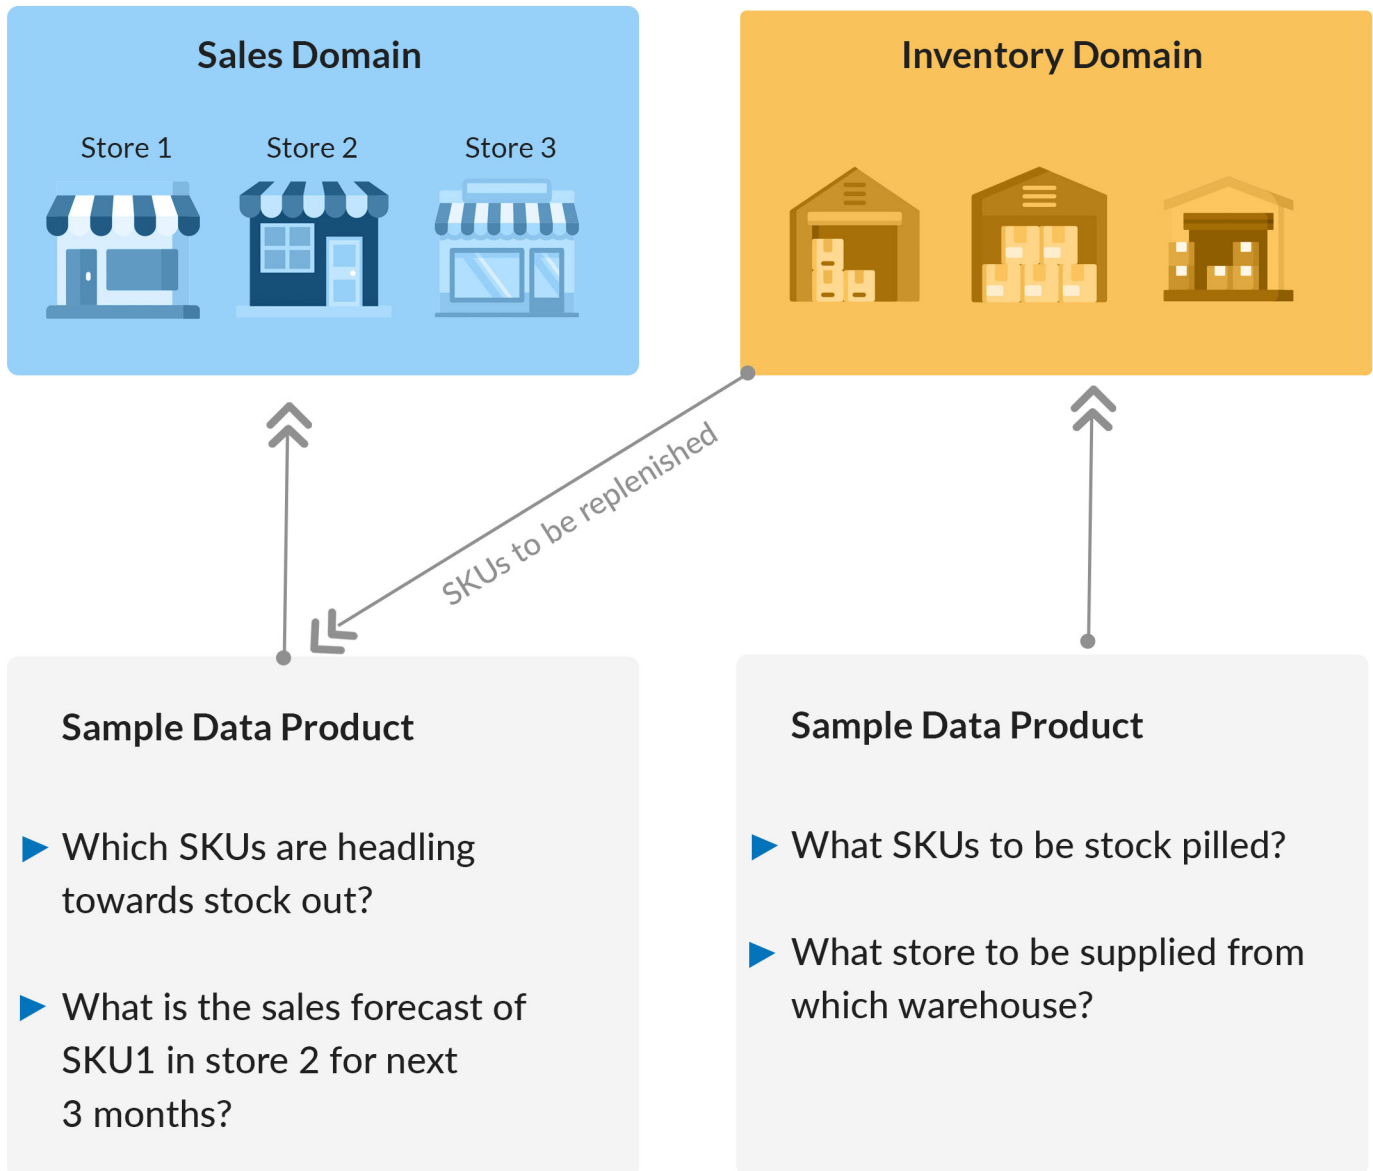 Sales Domain
Store 1
Store 2
Store 3
Inventory Domain
SKUs to be replenished
Sample Data Product
Which SKUs are headling
towards stock out?
What is the sales forecast of
SKU1 in store 2 for next
3 months?
Sample Data Product
What SKUs to be stock pilled?
What store to be supplied from
which warehouse?